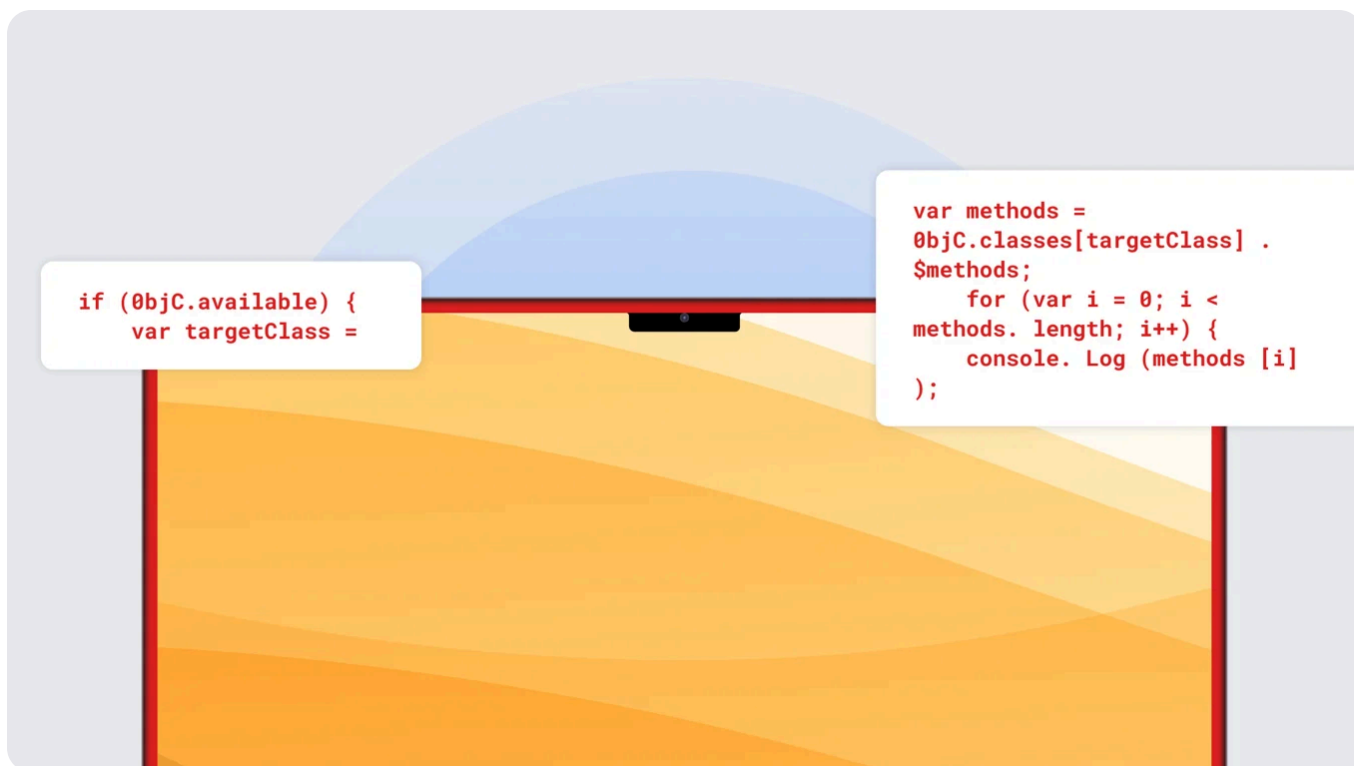 if (0bjC.available) {
    var targetClass =
var methods =
0bjC.classes[targetClass] .
$methods;
    for (var i = 0; i <
methods. length; i++) {
    console. Log (methods [i]
);